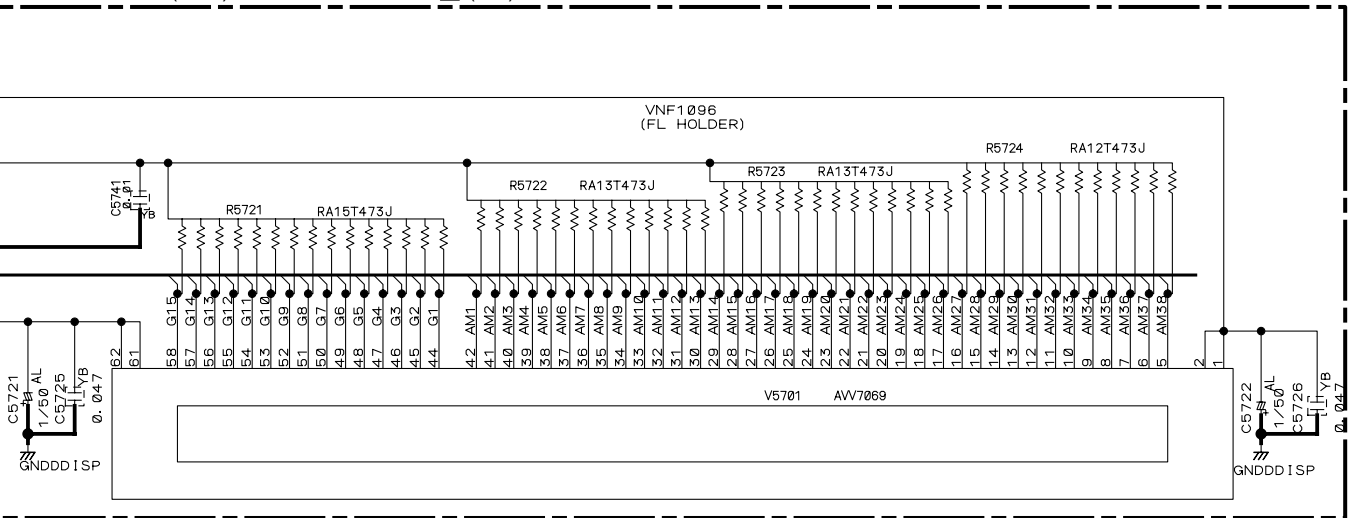 VNF1096
(FL HOLDER)
R5724 RA12T473J
R5723 RA13T473J
R5722 RA13T473J
R5721 RA15T473J
C5741
0.01
YB
G15 G14 G13 G12 G11 G10 G9 G8 G7 G6 G5 G4 G3 G2 G1 AM1 AM2 AM3 AM4 AM5 AM6 AM7 AM8 AM9 AM10 AM11 AM12 AM13 AM14 AM15 AM16 AM17 AM18 AM19 AM20 AM21 AM22 AM23 AM24 AM25 AM26 AM27 AM28 AM29 AM30 AM31 AM32 AM33 AM34 AM35 AM36 AM37 AM38
62 61 58 57 56 55 54 53 52 51 50 49 48 47 46 45 44 42 41 40 39 38 37 36 35 34 33 32 31 30 29 28 27 26 25 24 23 22 21 20 19 18 17 16 15 14 13 12 11 10 9 8 7 6 5 2 1
C5721
1/50 AL
C5725
YB
0.047
GNDDDISP
V5701 AVV7069
C5722
1/50 AL
C5726
YB
0.047
GNDDDISP